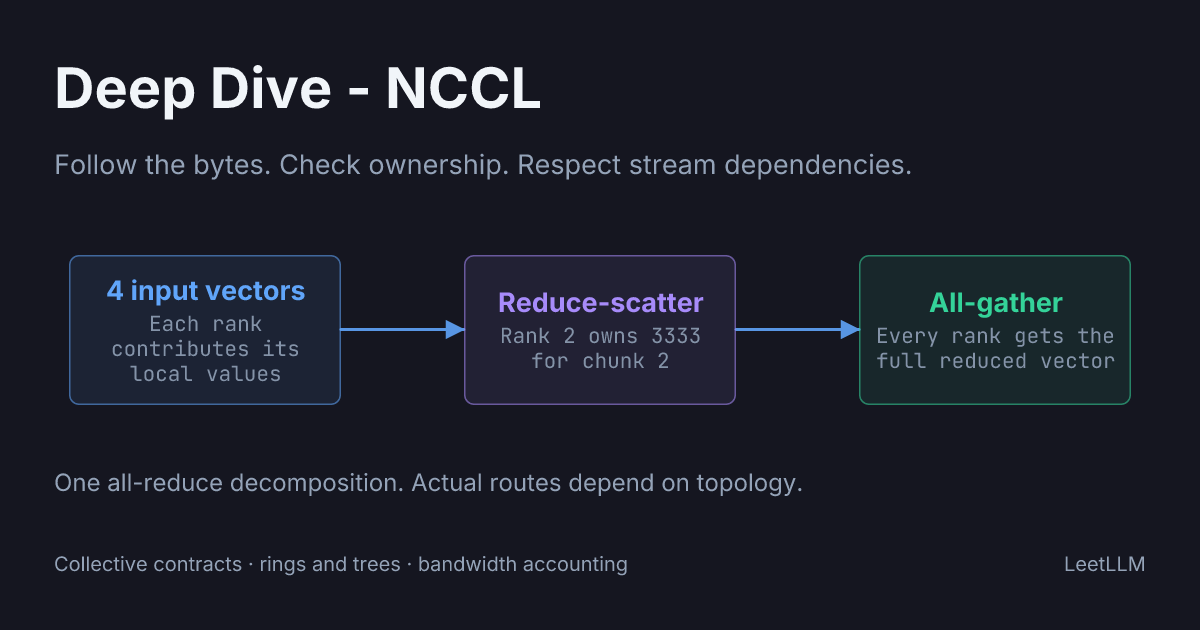 Deep Dive - NCCL
Follow the bytes. Check ownership. Respect stream dependencies.
4 input vectors
Each rank
contributes its
local values
Reduce-scatter
Rank 2 owns 3333
for chunk 2
All-gather
Every rank gets the
full reduced vector
One all-reduce decomposition. Actual routes depend on topology.
Collective contracts · rings and trees · bandwidth accounting
LeetLLM